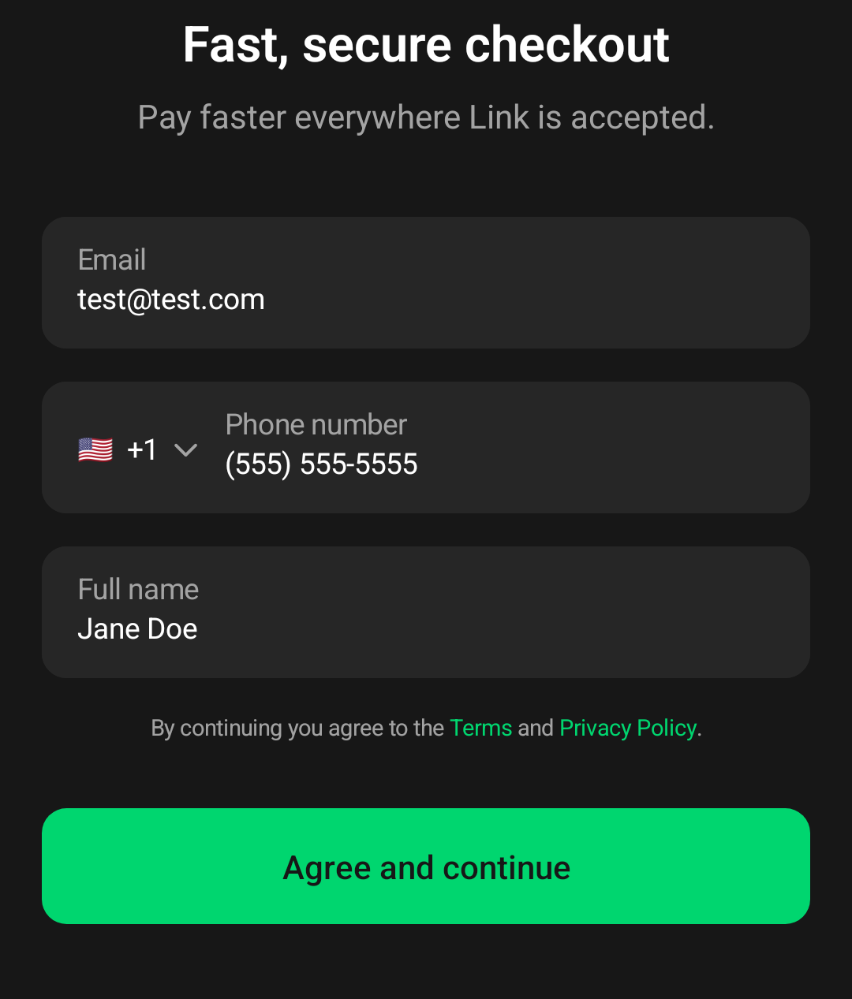 Fast, secure checkout
Pay faster everywhere Link is accepted.
Email
test@test.com
Phone number
🇺🇸 +1 (555) 555-5555
Full name
Jane Doe
By continuing you agree to the Terms and Privacy Policy.
Agree and continue